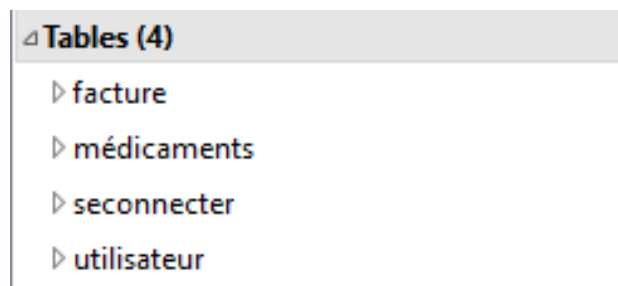 Tables (4)
facture
médicaments
seconnecter
utilisateur